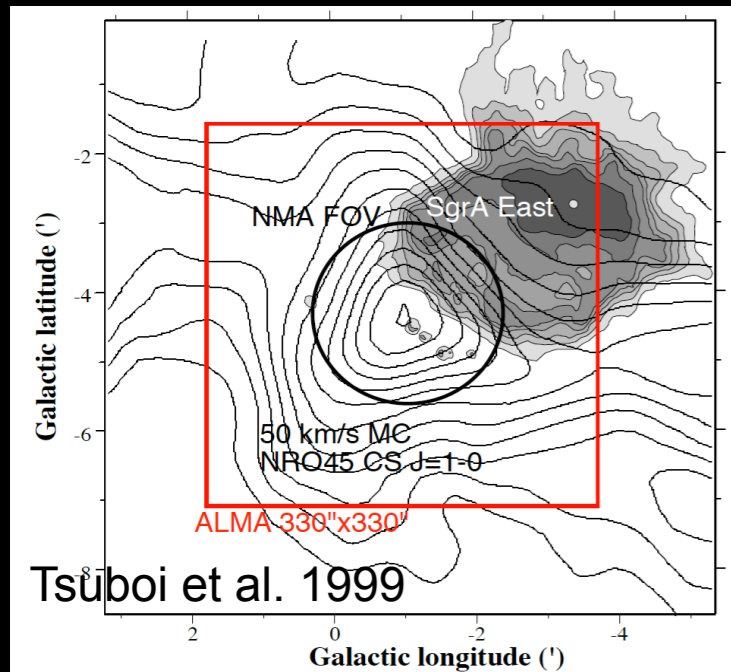 -2
SgrA East
NMA FOV
-4
Galactic latitude (')
-6
50 km/s MC
NRO45 CS J=1-0
ALMA 330"x330"
-8
Tsuboi et al. 1999
2 0 -2 -4
Galactic longitude (')